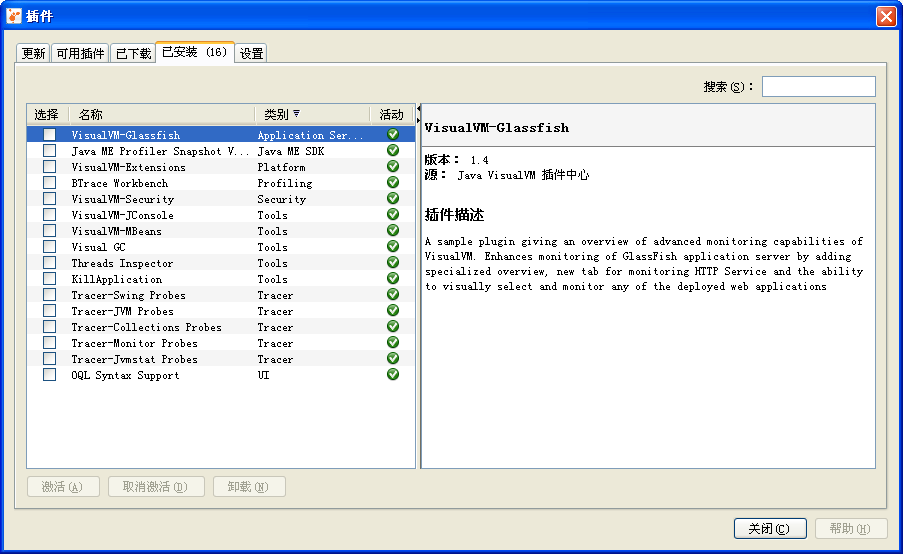 插件
更新 可用插件 已下载 已安装 (16) 设置
搜索(S):
选择 名称 类别 活动
VisualVM-Glassfish Application Ser...
Java ME Profiler Snapshot V... Java ME SDK
VisualVM-Extensions Platform
BTrace Workbench Profiling
VisualVM-Security Security
VisualVM-JConsole Tools
VisualVM-MBeans Tools
Visual GC Tools
Threads Inspector Tools
KillApplication Tools
Tracer-Swing Probes Tracer
Tracer-JVM Probes Tracer
Tracer-Collections Probes Tracer
Tracer-Monitor Probes Tracer
Tracer-Jvmstat Probes Tracer
OQL Syntax Support UI
VisualVM-Glassfish
版本: 1.4
源: Java VisualVM 插件中心
插件描述
A sample plugin giving an overview of advanced monitoring capabilities of
VisualVM. Enhances monitoring of GlassFish application server by adding
specialized overview, new tab for monitoring HTTP Service and the ability
to visually select and monitor any of the deployed web applications
激活(A) 取消激活(D) 卸载(N)
关闭(C) 帮助(H)